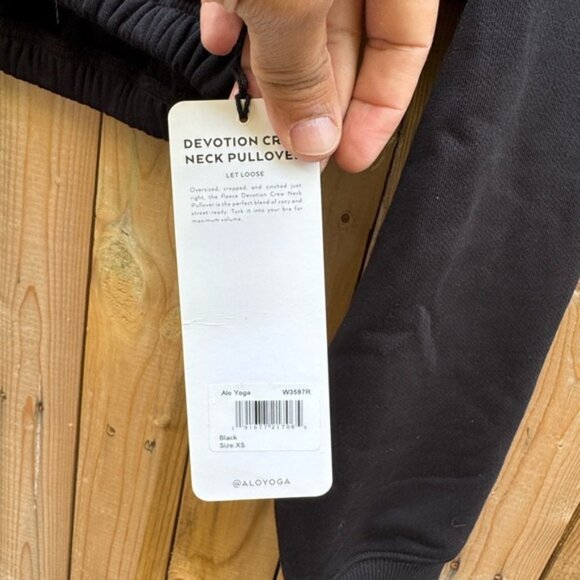 DEVOTION CR
NECK PULLOVE
LET LOOSE
Oversized, cropped, and cinched just
right, the fleece Devotion Crew Neck
Pullover is the perfect blend of cozy and
street-ready. Tuck it into your bra for
maximum volume.
Alo Yoga W3597R
Black
Size:XS
@ALOYOGA